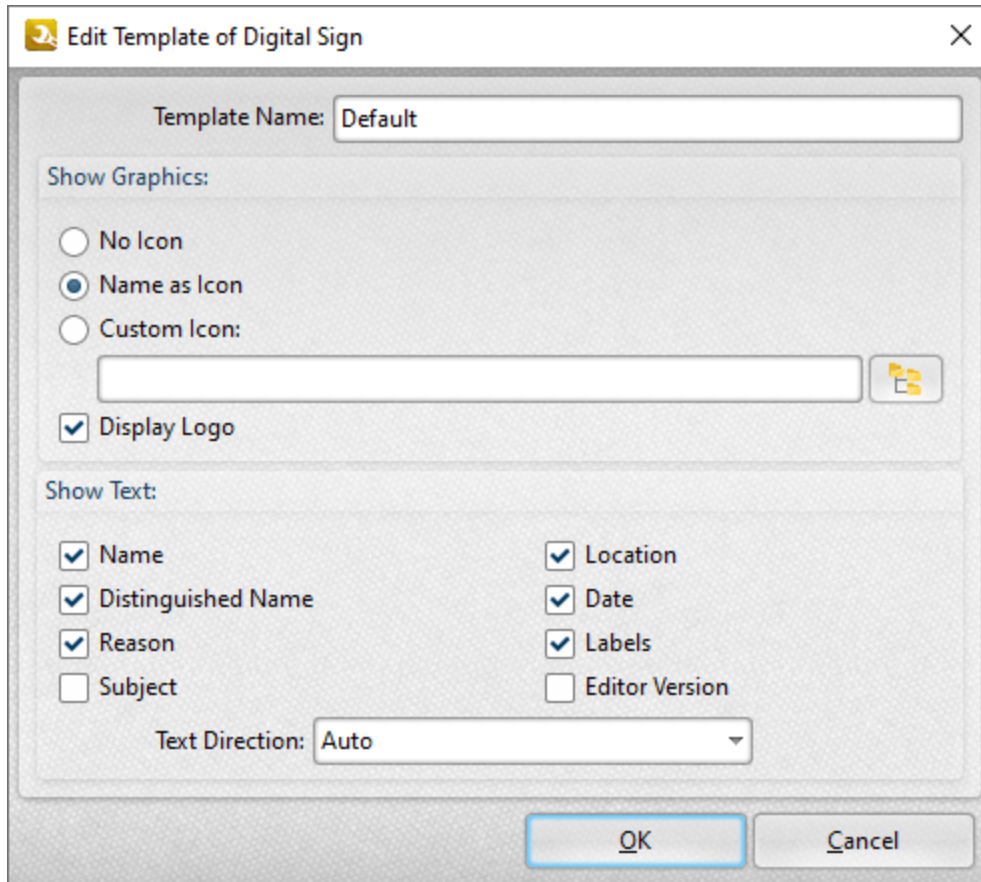 Edit Template of Digital Sign
Template Name: Default
Show Graphics:
No Icon
Name as Icon
Custom Icon:
Display Logo
Show Text:
Name
Location
Distinguished Name
Date
Reason
Labels
Subject
Editor Version
Text Direction: Auto
OK
Cancel